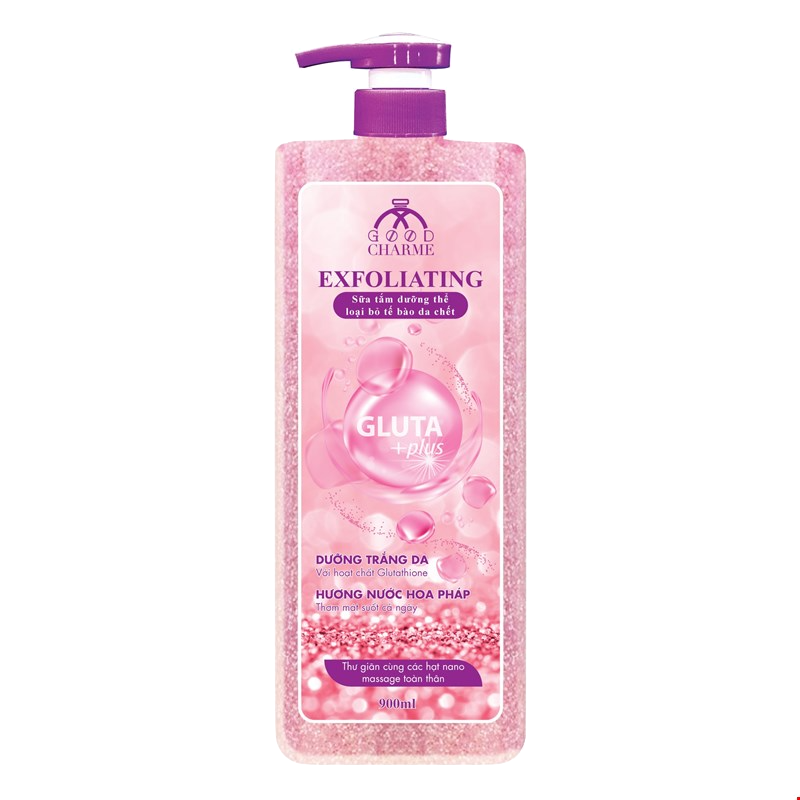 GOOD
CHARME
EXFOLIATING
Sữa tắm dưỡng thể
loại bỏ tế bào da chết
GLUTA
+plus
DƯỠNG TRẮNG DA
Với hoạt chất Glutathione
HƯƠNG NƯỚC HOA PHÁP
Thơm mát suốt cả ngày
Thư giãn cùng các hạt nano
massage toàn thân
900ml